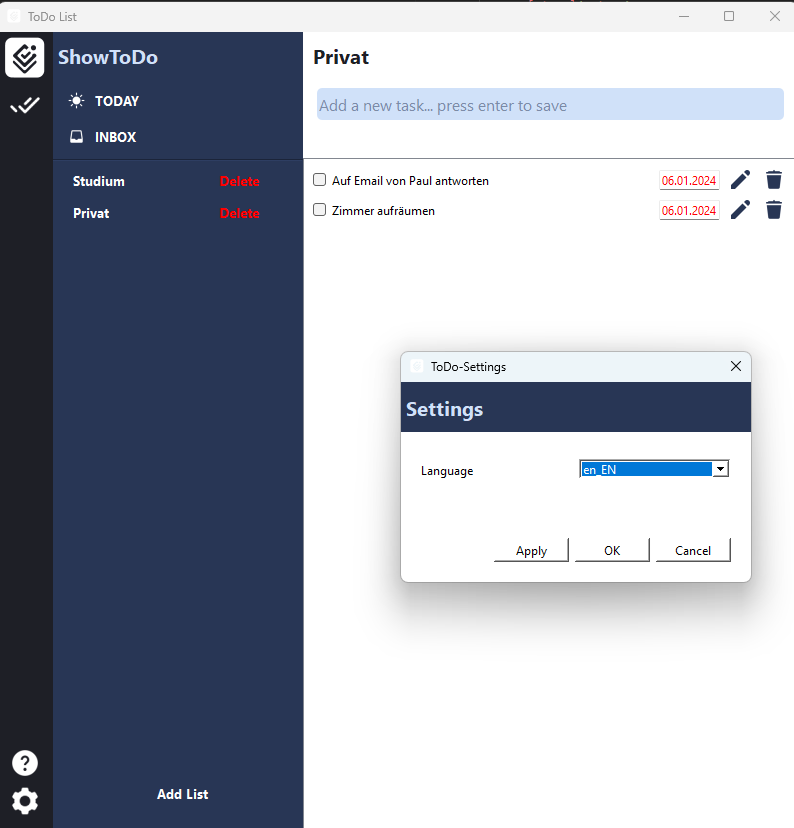 ToDo List
ShowToDo
TODAY
INBOX
Studium Delete
Privat Delete
Add List
Privat
Add a new task... press enter to save
Auf Email von Paul antworten 06.01.2024
Zimmer aufräumen 06.01.2024
ToDo-Settings
Settings
Language en_EN
Apply OK Cancel
?